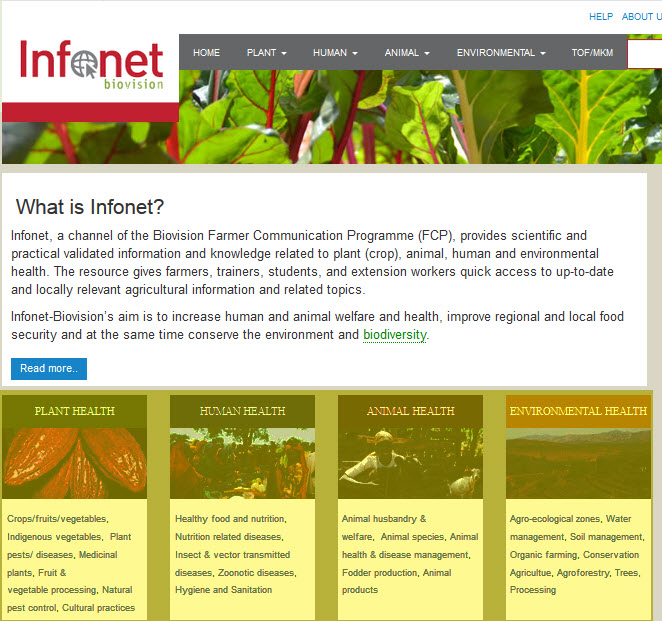 HELP ABOUT U
Infonet
biovision
HOME PLANT HUMAN ANIMAL ENVIRONMENTAL TOF/MKM
What is Infonet?
Infonet, a channel of the Biovision Farmer Communication Programme (FCP), provides scientific and
practical validated information and knowledge related to plant (crop), animal, human and environmental
health. The resource gives farmers, trainers, students, and extension workers quick access to up-to-date
and locally relevant agricultural information and related topics.
Infonet-Biovision's aim is to increase human and animal welfare and health, improve regional and local food
security and at the same time conserve the environment and biodiversity.
Read more..
PLANT HEALTH
Crops/fruits/vegetables,
Indigenous vegetables, Plant
pests/ diseases, Medicinal
plants, Fruit &
vegetable processing, Natural
pest control, Cultural practices
HUMAN HEALTH
Healthy food and nutrition,
Nutrition related diseases,
Insect & vector transmitted
diseases, Zoonotic diseases,
Hygiene and Sanitation
ANIMAL HEALTH
Animal husbandry &
welfare, Animal species, Animal
health & disease management,
Fodder production, Animal
products
ENVIRONMENTAL HEALTH
Agro-ecological zones, Water
management, Soil management,
Organic farming, Conservation
Agricultue, Agroforestry, Trees,
Processing